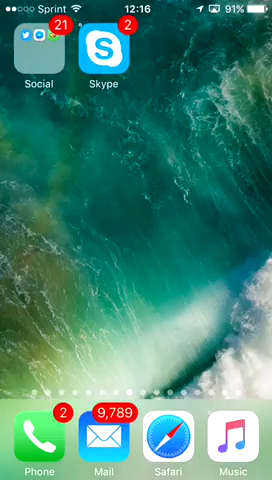 Sprint 12:16 91%
21 2
Social Skype
2 9,789
Phone Mail Safari Music